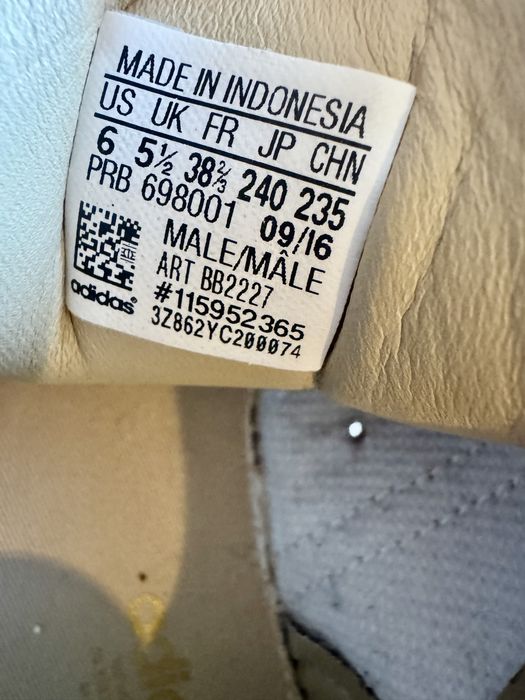 MADE IN INDONESIA
US UK FR JP CHN
6 5½ 38⅔ 240 235
PRB 698001 09/16
MALE/MÂLE
ART BB2227
#115952365
adidas® 3Z862YC200074